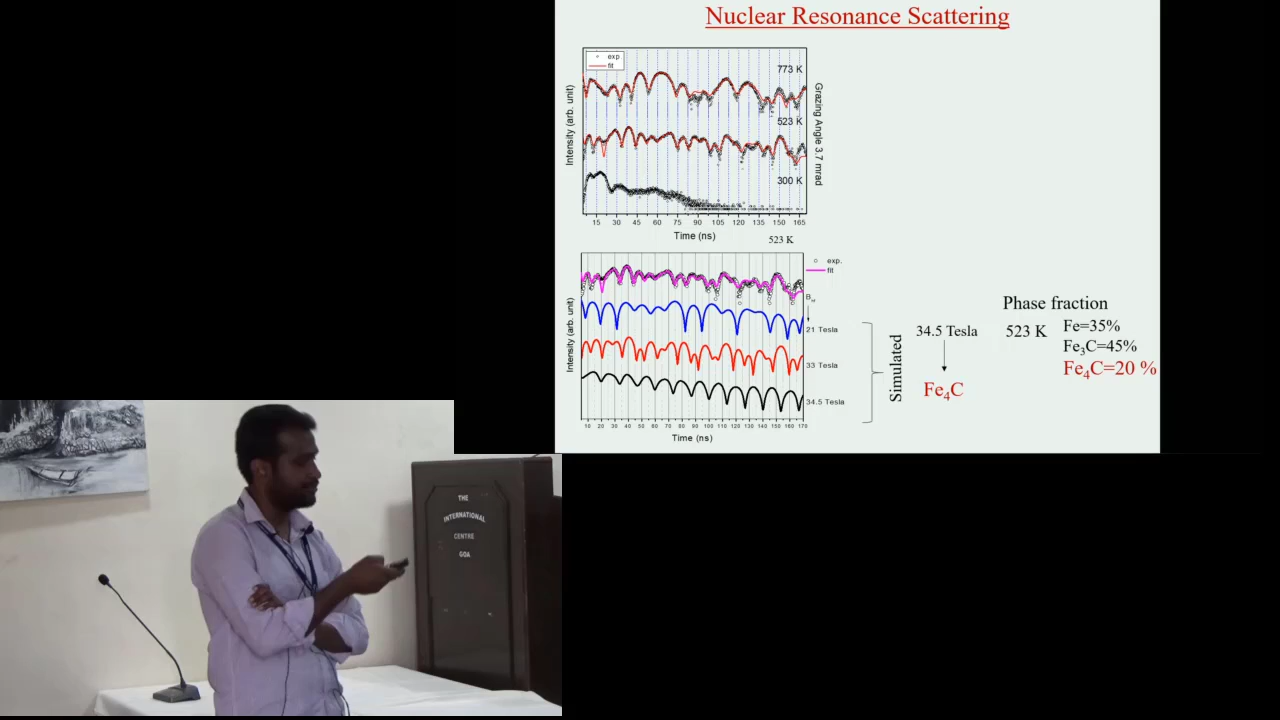 Nuclear Resonance Scattering
exp
fit
773 K
523 K
300 K
Intensity (arb. unit)
Grazing Angle 3.7 mrad
15 30 45 60 75 90 105 120 135 150 165
Time (ns)
523 K
exp.
fit
21 Tesla
33 Tesla
34.5 Tesla
Intensity (arb. unit)
10 20 30 40 50 60 70 80 90 100 110 120 130 140 150 160 170
Time (ns)
Simulated
34.5 Tesla
Fe₄C
Phase fraction
523 K
Fe=35%
Fe₃C=45%
Fe₄C=20 %
THE
INTERNATIONAL
CENTRE
GOA